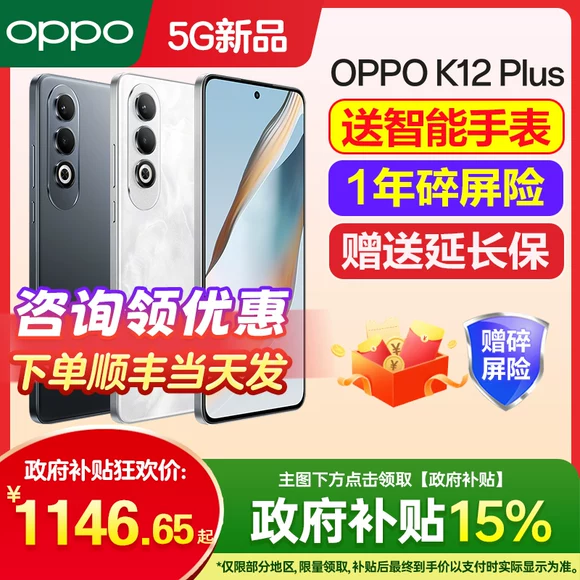 oppo 5G新品
OPPO K12 Plus
送智能手表
1年碎屏险
赠送延长保
咨询领优惠
下单顺丰当天发
赠碎
屏险
政府补贴狂欢价:
¥1146.65起
主图下方点击领取【政府补贴】
政府补贴15%
*仅限部分地区,限量领取,补贴后最终到手价以支付时实际显示为准。